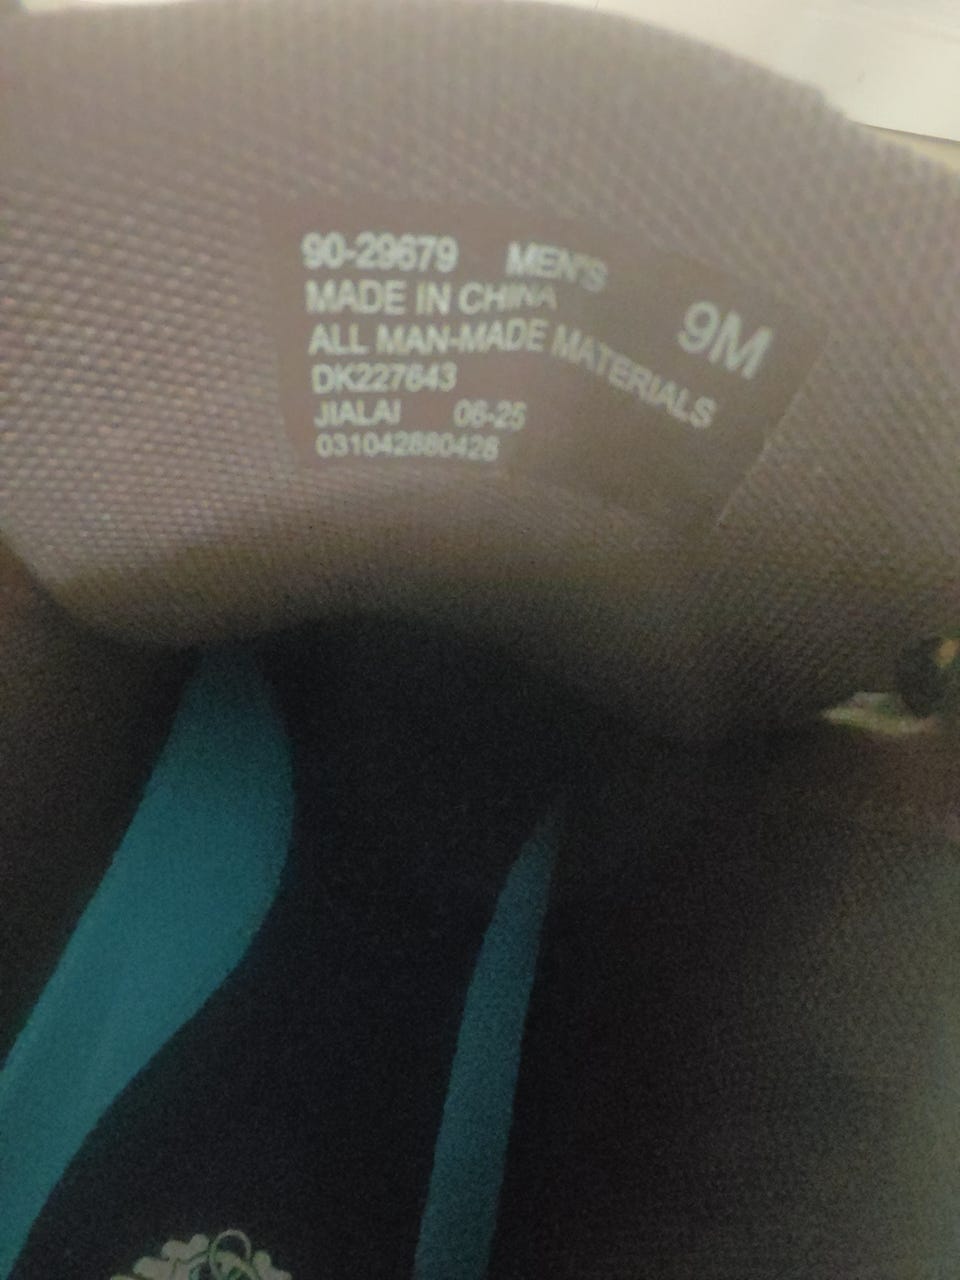 90-29679 MEN'S 9M
MADE IN CHINA
ALL MAN-MADE MATERIALS
DK227643
JIALAI 06-25
031042880428